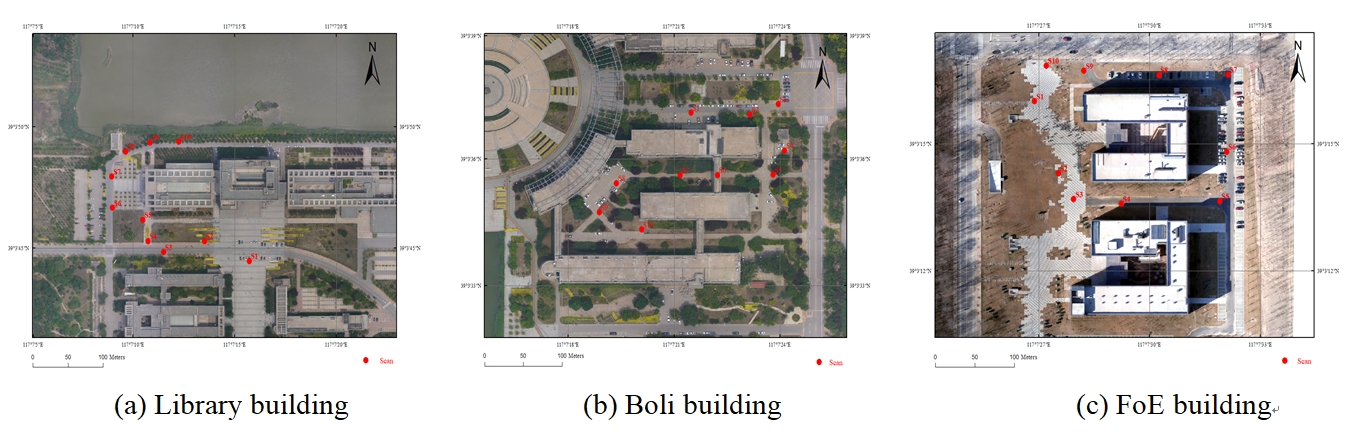 117°7'5"E 117°7'10"E 117°7'15"E 117°7'20"E
N
39°3'50"N 39°3'50"N
S10
S7
S6
S5
S3
S1
39°3'45"N 39°3'45"N
117°7'5"E 117°7'10"E 117°7'15"E 117°7'20"E
0 50 100 Meters
Scan
(a) Library building
117°7'18"E 117°7'21"E 117°7'24"E
39°3'39"N 39°3'39"N
N
39°3'36"N 39°3'36"N
39°3'33"N 39°3'33"N
117°7'18"E 117°7'21"E 117°7'24"E
0 50 100 Meters
Scan
(b) Boli building
117°7'27"E 117°7'30"E 117°7'33"E
N
S10 S9 S8 S7
S1
39°3'15"N 39°3'15"N
S6
S3 S4 S5
39°3'12"N 39°3'12"N
117°7'27"E 117°7'30"E 117°7'33"E
0 50 100 Meters
Scan
(c) FoE building